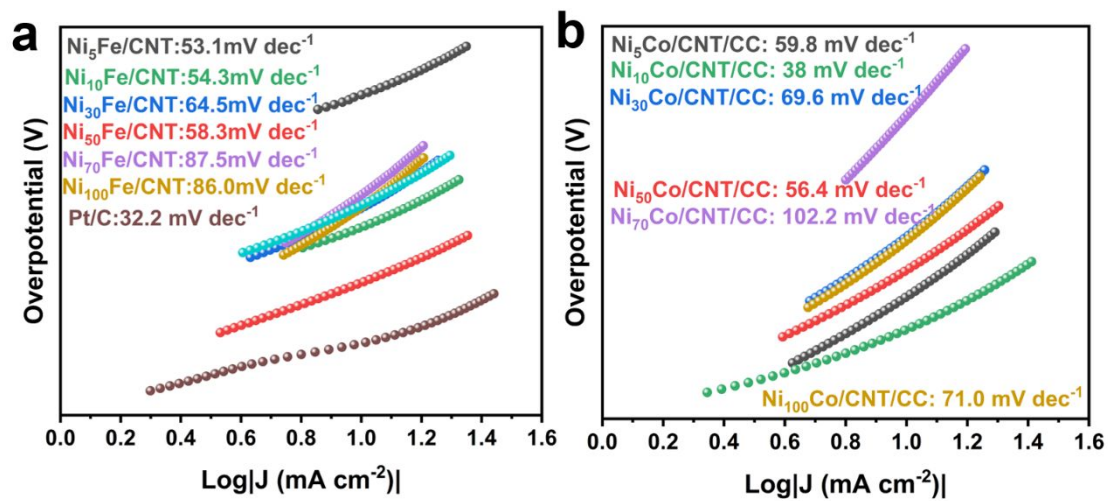 a
Ni₅Fe/CNT:53.1mV dec⁻¹
Ni₁₀Fe/CNT:54.3mV dec⁻¹
Ni₃₀Fe/CNT:64.5mV dec⁻¹
Ni₅₀Fe/CNT:58.3mV dec⁻¹
Ni₇₀Fe/CNT:87.5mV dec⁻¹
Ni₁₀₀Fe/CNT:86.0mV dec⁻¹
Pt/C:32.2 mV dec⁻¹
Overpotential (V)
0.0 0.2 0.4 0.6 0.8 1.0 1.2 1.4 1.6
Log|J (mA cm⁻²)|
b
Ni₅Co/CNT/CC: 59.8 mV dec⁻¹
Ni₁₀Co/CNT/CC: 38 mV dec⁻¹
Ni₃₀Co/CNT/CC: 69.6 mV dec⁻¹
Ni₅₀Co/CNT/CC: 56.4 mV dec⁻¹
Ni₇₀Co/CNT/CC: 102.2 mV dec⁻¹
Ni₁₀₀Co/CNT/CC: 71.0 mV dec⁻¹
Overpotential (V)
0.0 0.2 0.4 0.6 0.8 1.0 1.2 1.4 1.6
Log|J (mA cm⁻²)|